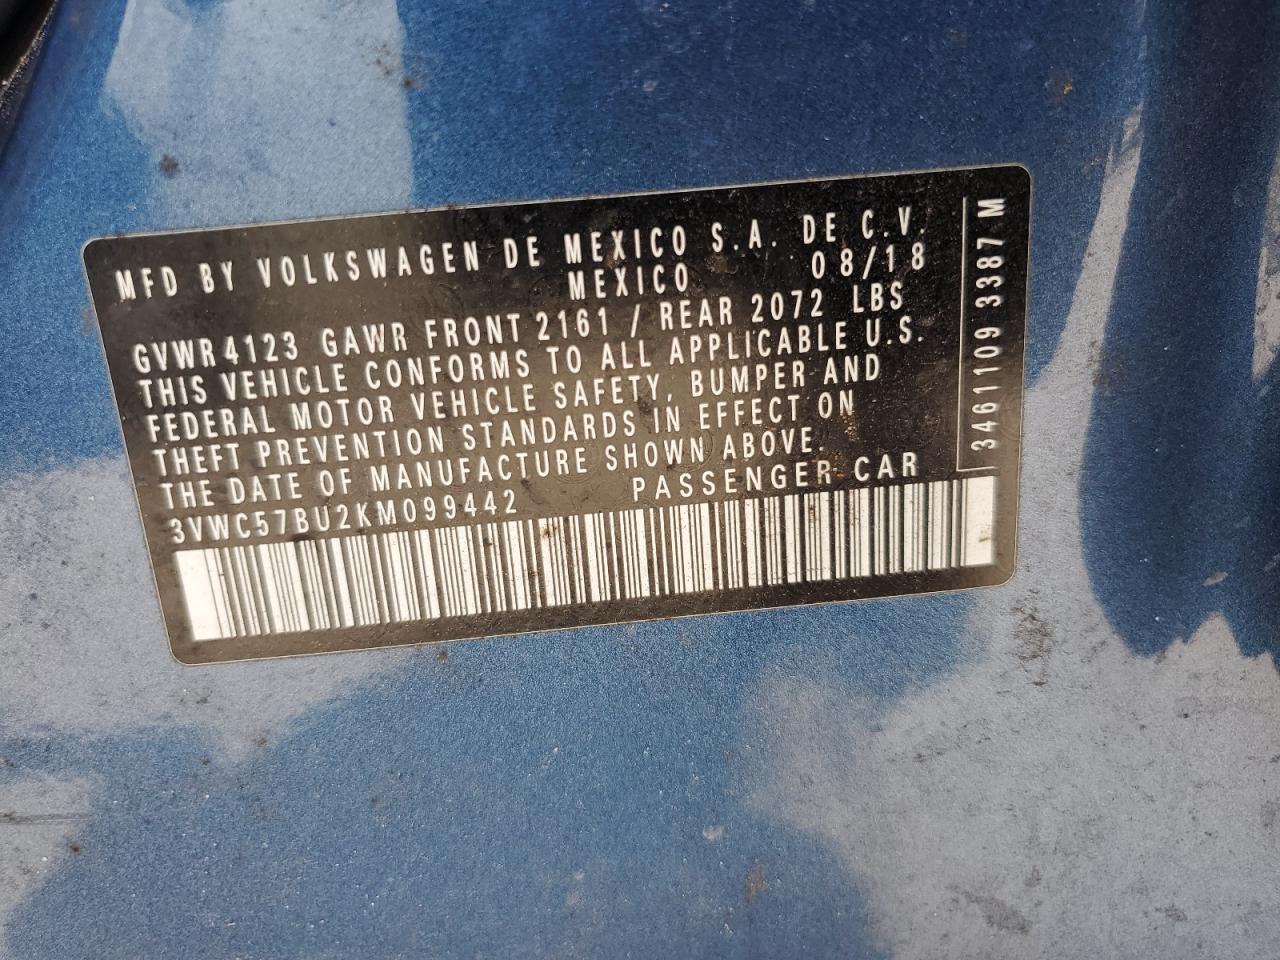 MFD BY VOLKSWAGEN DE MEXICO S.A. DE C.V.
MEXICO 08/18
GVWR 4123 GAWR FRONT 2161 / REAR 2072 LBS
THIS VEHICLE CONFORMS TO ALL APPLICABLE U.S.
FEDERAL MOTOR VEHICLE SAFETY, BUMPER AND
THEFT PREVENTION STANDARDS IN EFFECT ON
THE DATE OF MANUFACTURE SHOWN ABOVE.
3VWC57BU2KM099442 PASSENGER CAR
3461109 3387 M